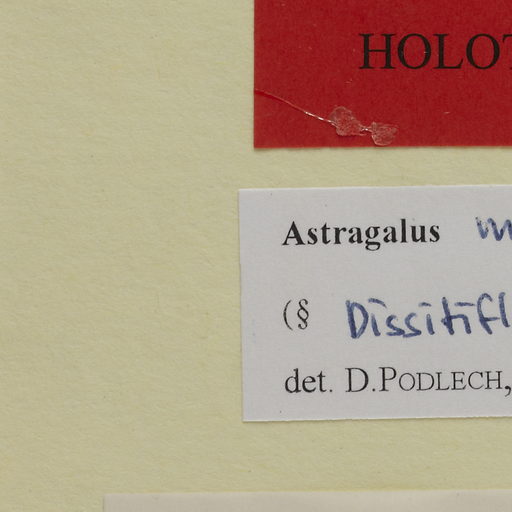 HOLOT
Astragalus m
(§ Dissitifl
det. D.PODLECH,